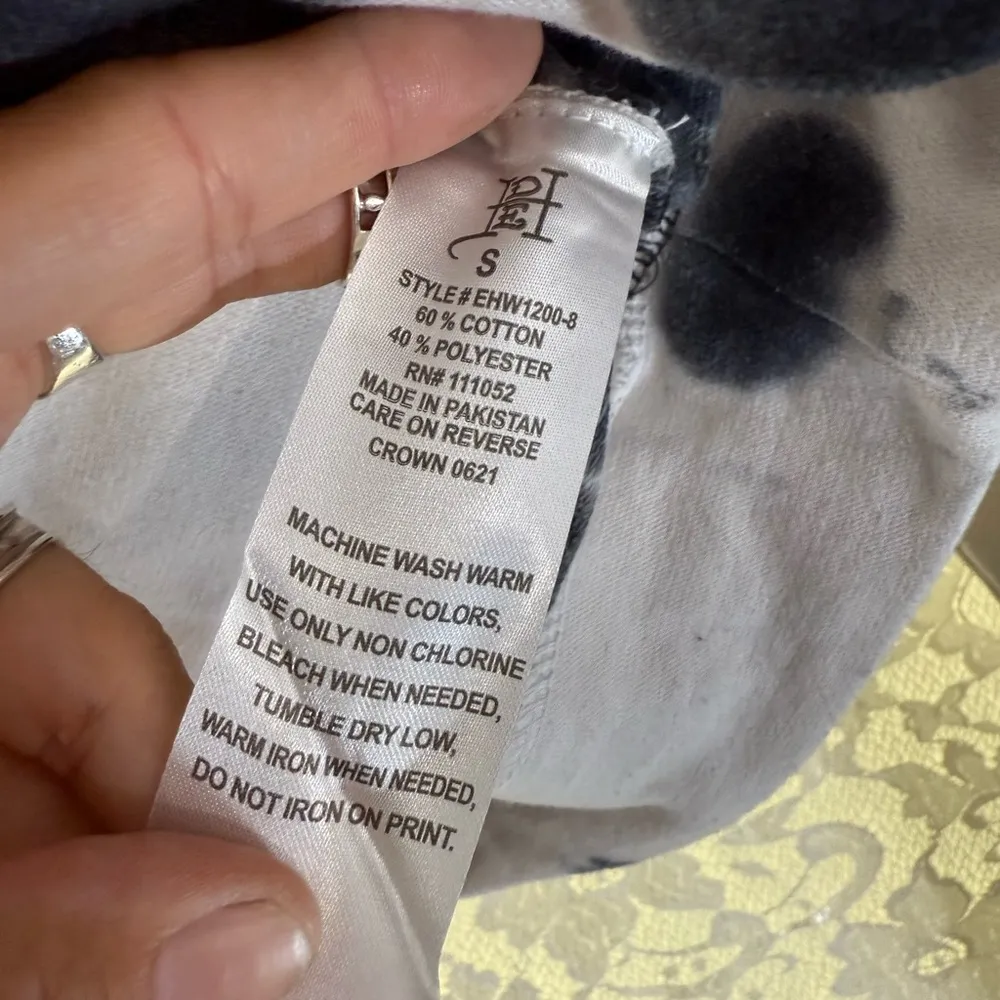 DEH
S
STYLE # EHW1200-8
60 % COTTON
40 % POLYESTER
RN# 111052
MADE IN PAKISTAN
CARE ON REVERSE
CROWN 0621
MACHINE WASH WARM
WITH LIKE COLORS,
USE ONLY NON CHLORINE
BLEACH WHEN NEEDED,
TUMBLE DRY LOW,
WARM IRON WHEN NEEDED,
DO NOT IRON ON PRINT.